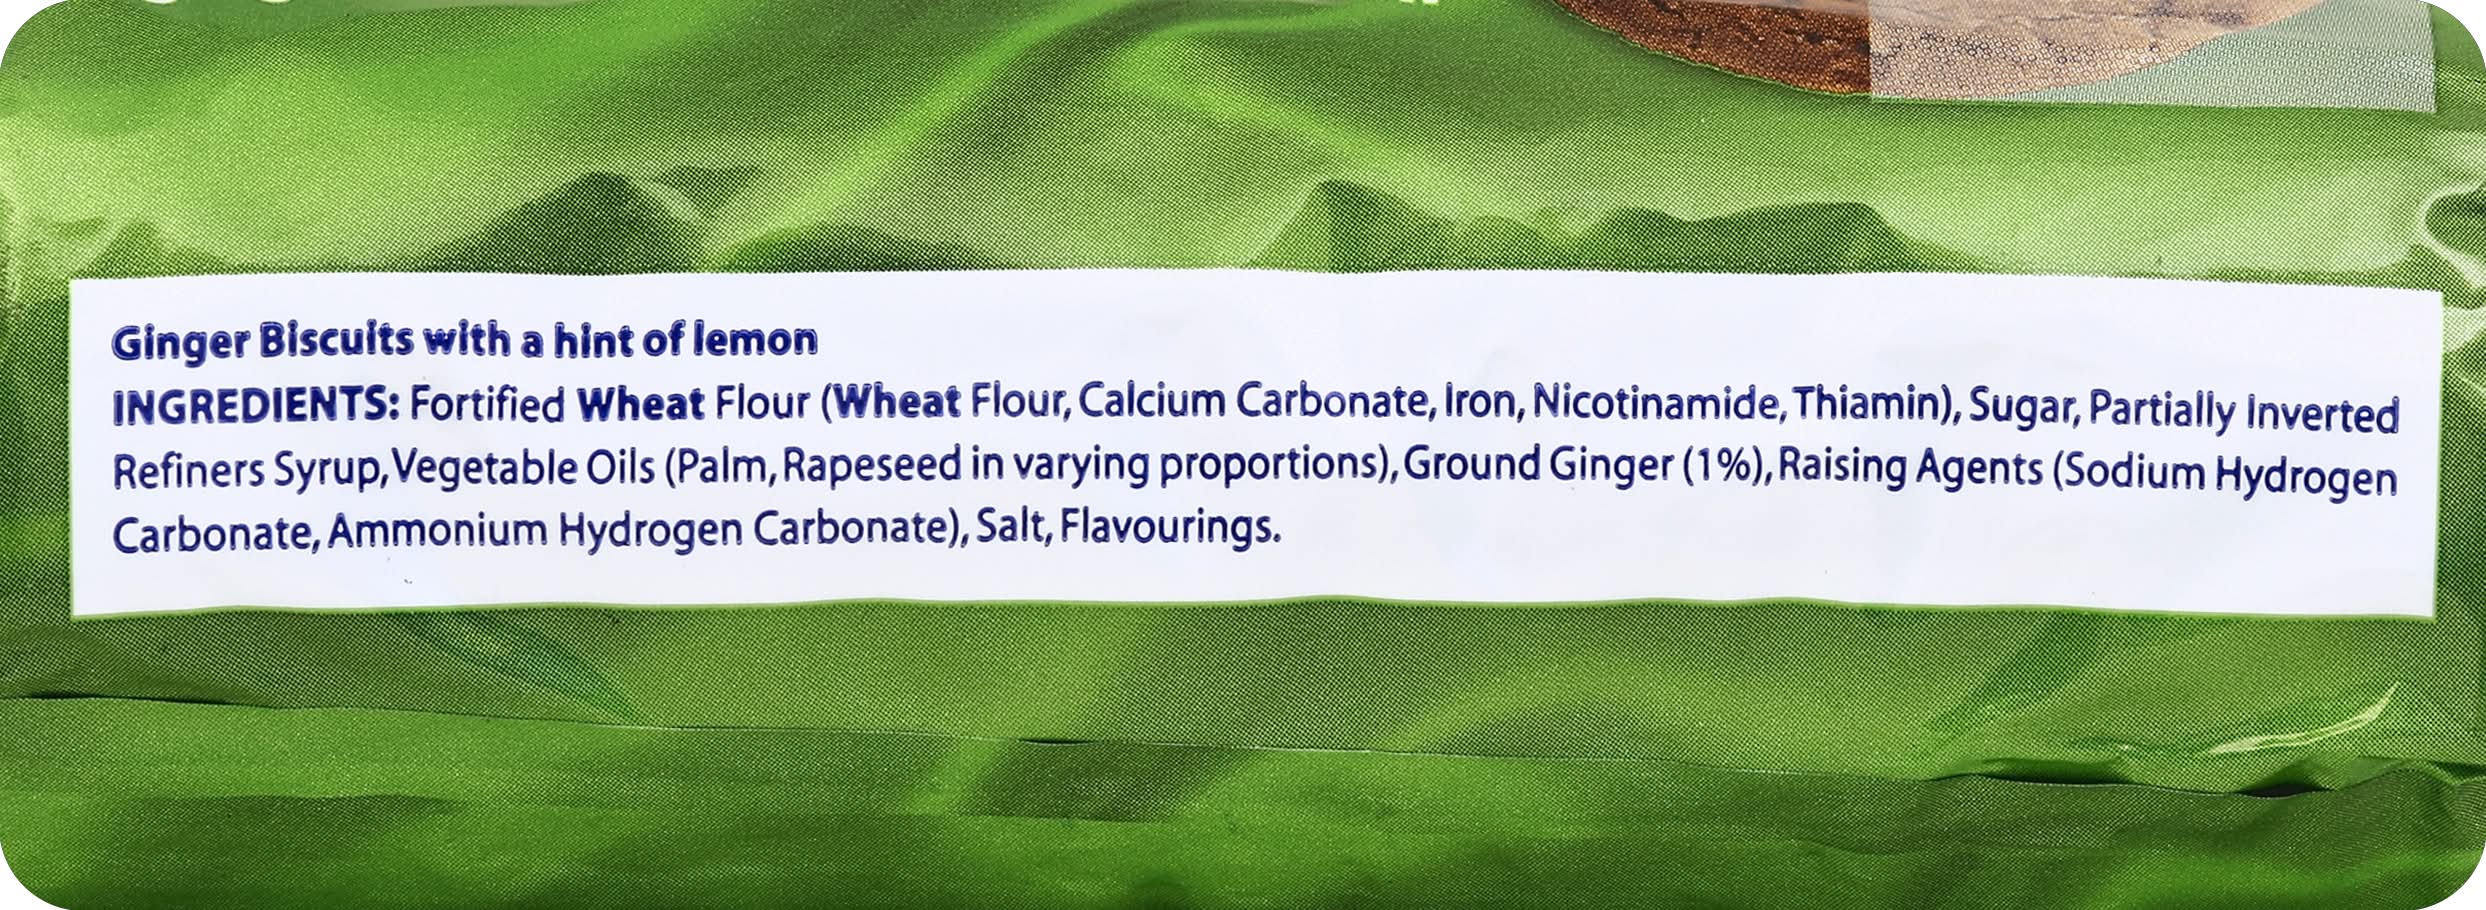 Ginger Biscuits with a hint of lemon
INGREDIENTS: Fortified Wheat Flour (Wheat Flour, Calcium Carbonate, Iron, Nicotinamide, Thiamin), Sugar, Partially Inverted
Refiners Syrup, Vegetable Oils (Palm, Rapeseed in varying proportions), Ground Ginger (1%), Raising Agents (Sodium Hydrogen
Carbonate, Ammonium Hydrogen Carbonate), Salt, Flavourings.